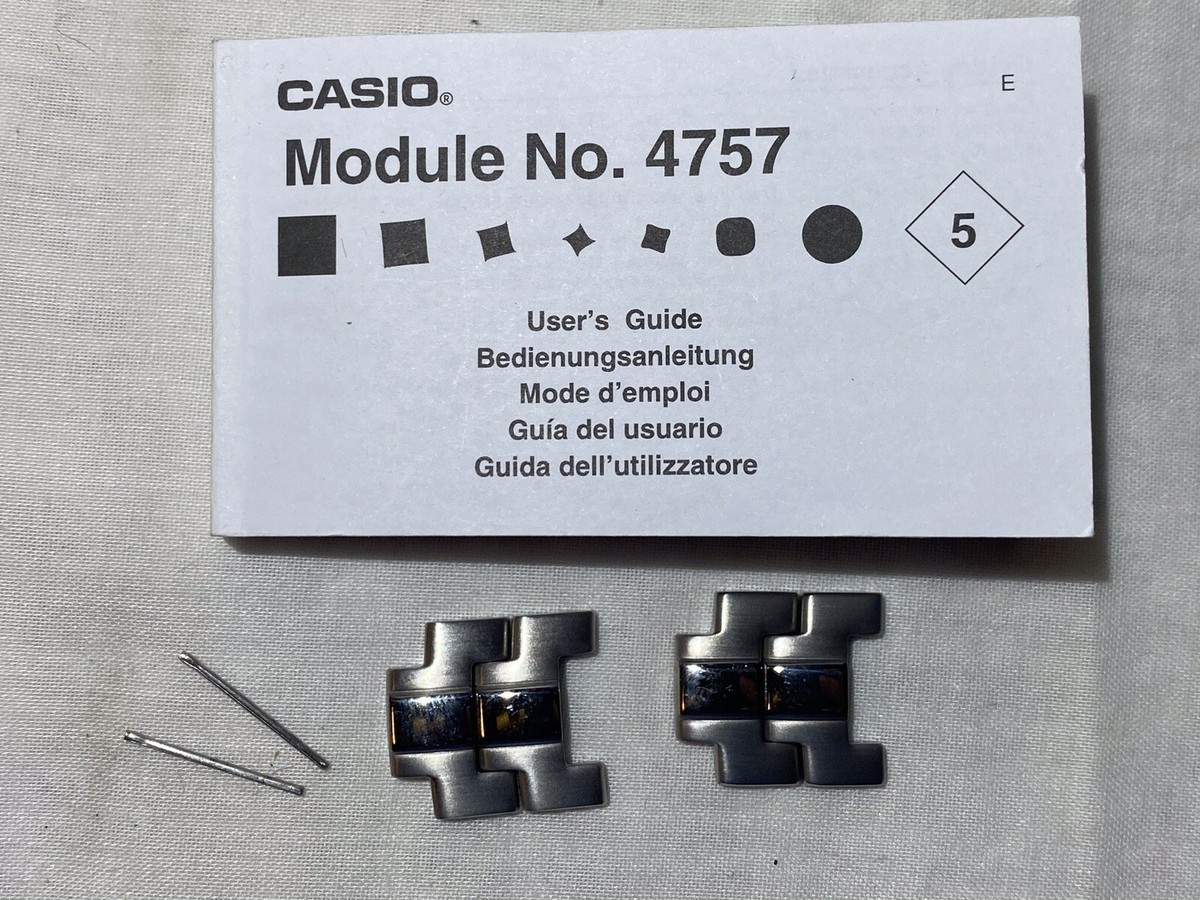 E
CASIO®
Module No. 4757
5
User's Guide
Bedienungsanleitung
Mode d'emploi
Guía del usuario
Guida dell'utilizzatore